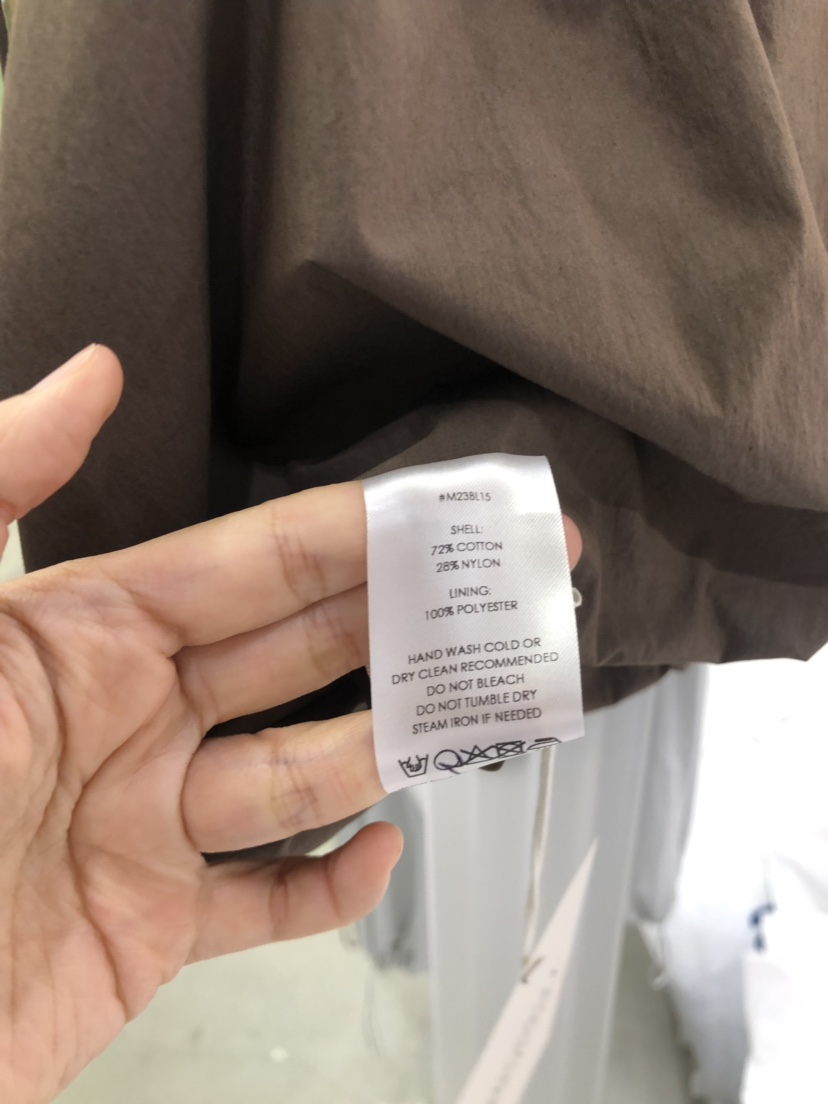 #M23BL15
SHELL:
72% COTTON
28% NYLON
LINING:
100% POLYESTER
HAND WASH COLD OR
DRY CLEAN RECOMMENDED
DO NOT BLEACH
DO NOT TUMBLE DRY
STEAM IRON IF NEEDED